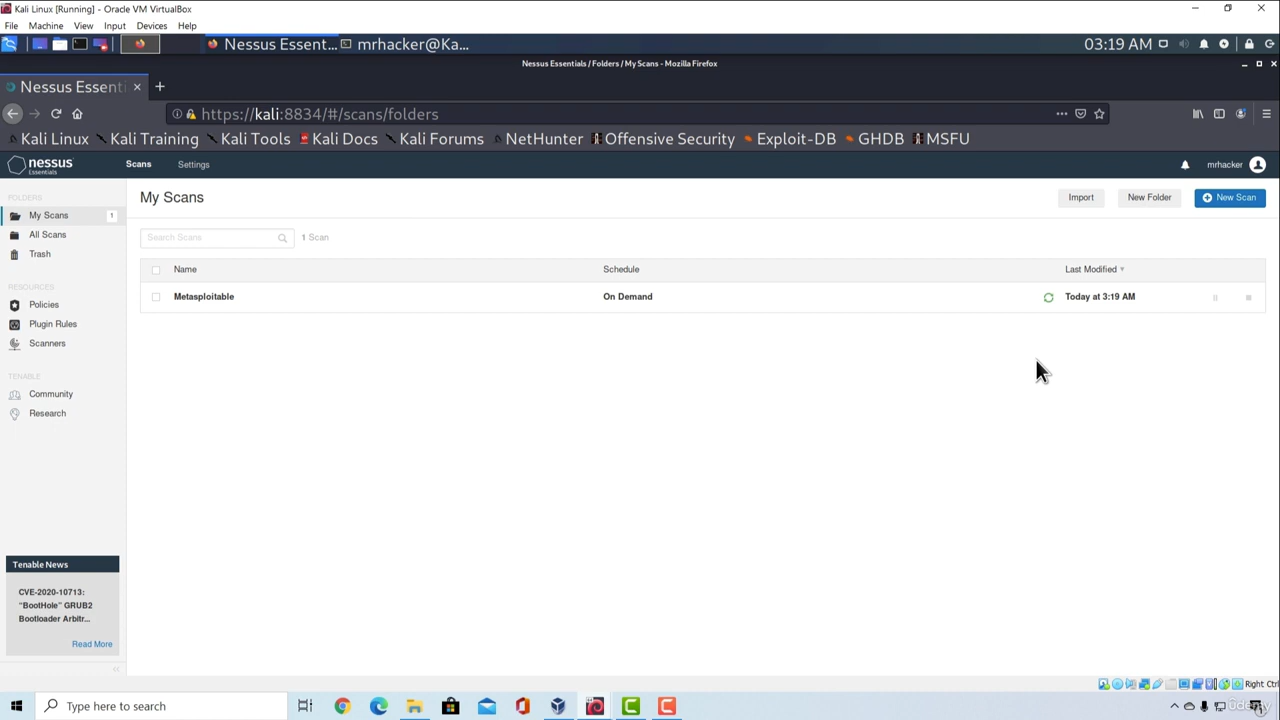 Kali Linux [Running] - Oracle VM VirtualBox
File Machine View Input Devices Help
Nessus Essent... mrhacker@Ka... 03:19 AM
Nessus Essentials / Folders / My Scans - Mozilla Firefox
Nessus Essenti
https://kali:8834/#/scans/folders
Kali Linux Kali Training Kali Tools Kali Docs Kali Forums NetHunter Offensive Security Exploit-DB GHDB MSFU
nessus Essentials Scans Settings mrhacker
FOLDERS
My Scans 1
All Scans
Trash
RESOURCES
Policies
Plugin Rules
Scanners
TENABLE
Community
Research
Tenable News
CVE-2020-10713:
"BootHole" GRUB2
Bootloader Arbitr...
Read More
My Scans Import New Folder New Scan
Search Scans 1 Scan
Name Schedule Last Modified
Metasploitable On Demand Today at 3:19 AM
Right Ctrl
Type here to search
Udemy